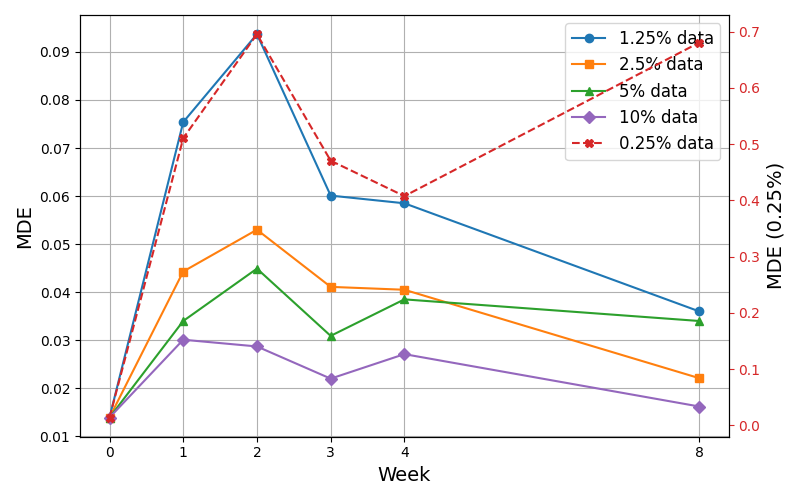 0.09
0.08
0.07
0.06
0.05
0.04
0.03
0.02
0.01
MDE
0
1
2
3
4
8
Week
0.7
0.6
0.5
0.4
0.3
0.2
0.1
0.0
MDE (0.25%)
1.25% data
2.5% data
5% data
10% data
0.25% data